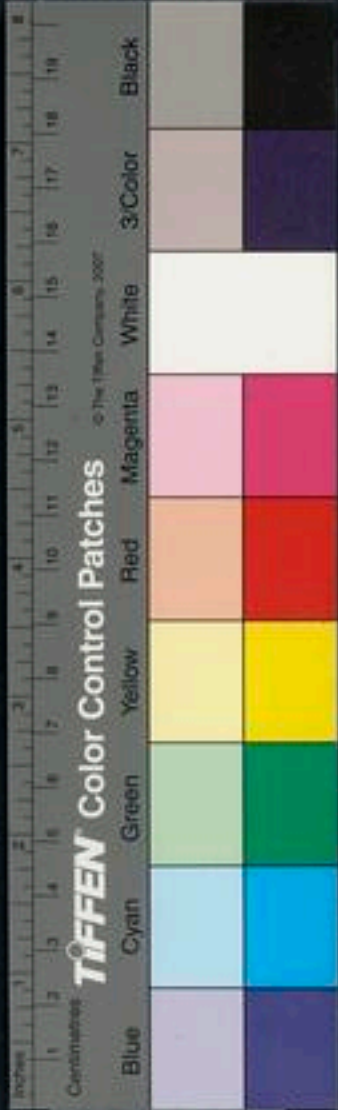 Inches 1 2 3 4 5 6 7 8
Centimetres 1 2 3 4 5 6 7 8 9 10 11 12 13 14 15 16 17 18 19
TIFFEN Color Control Patches © The Tiffen Company, 2007
Blue Cyan Green Yellow Red Magenta White 3/Color Black